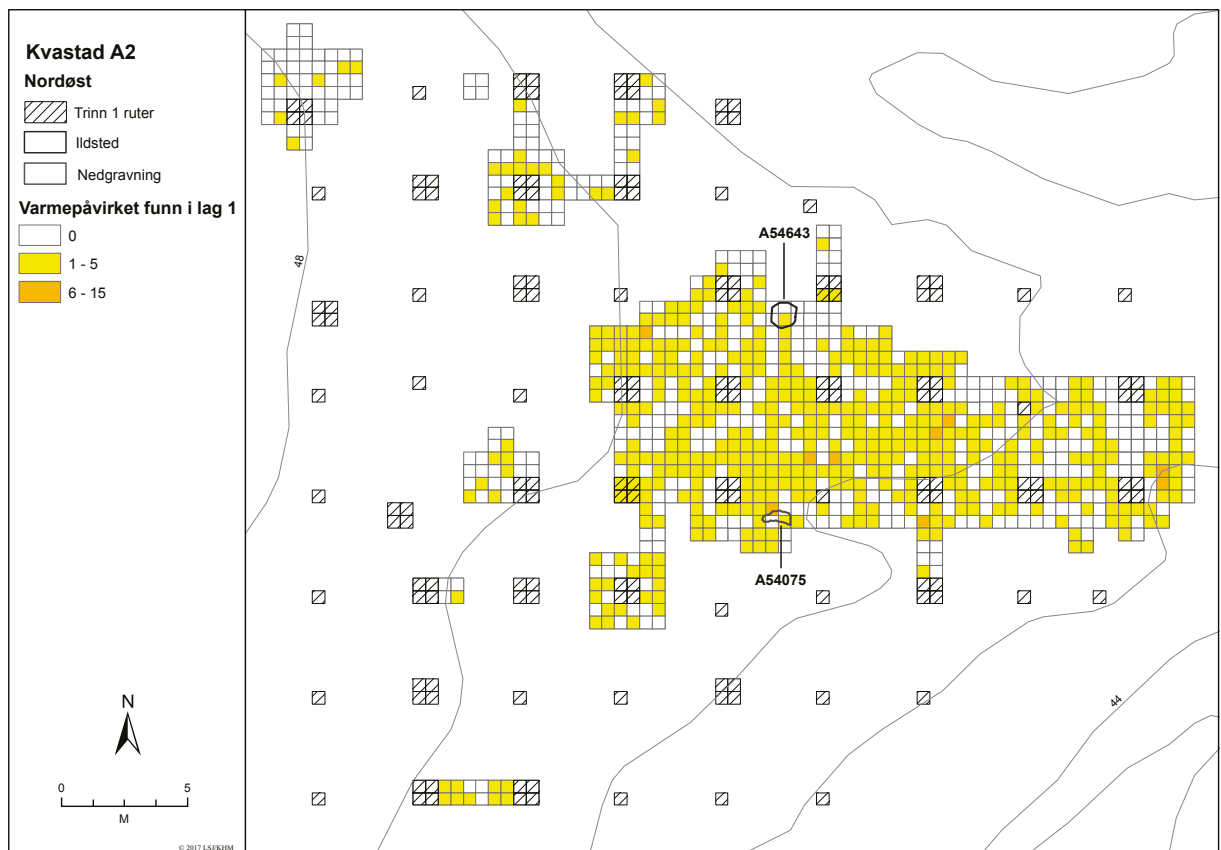 Kvastad A2
Nordøst
Trinn 1 ruter
Ildsted
Nedgravning
Varmepåvirket funn i lag 1
0
1 - 5
6 - 15
N
0 5
M
© 2017 LSJ/KHM
48
A54643
A54075
44